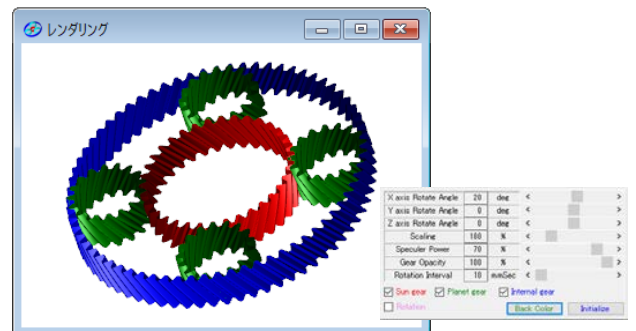 レンダリング
X axis Rotate Angle 20 deg < >
Y axis Rotate Angle 0 deg < >
Z axis Rotate Angle 0 deg < >
Scaling 100 % < >
Speculer Power 70 % < >
Gear Opacity 100 % < >
Rotation Interval 10 mmSec < >
Sun gear Planet gear Internal gear
Rotation Back Color Initialize